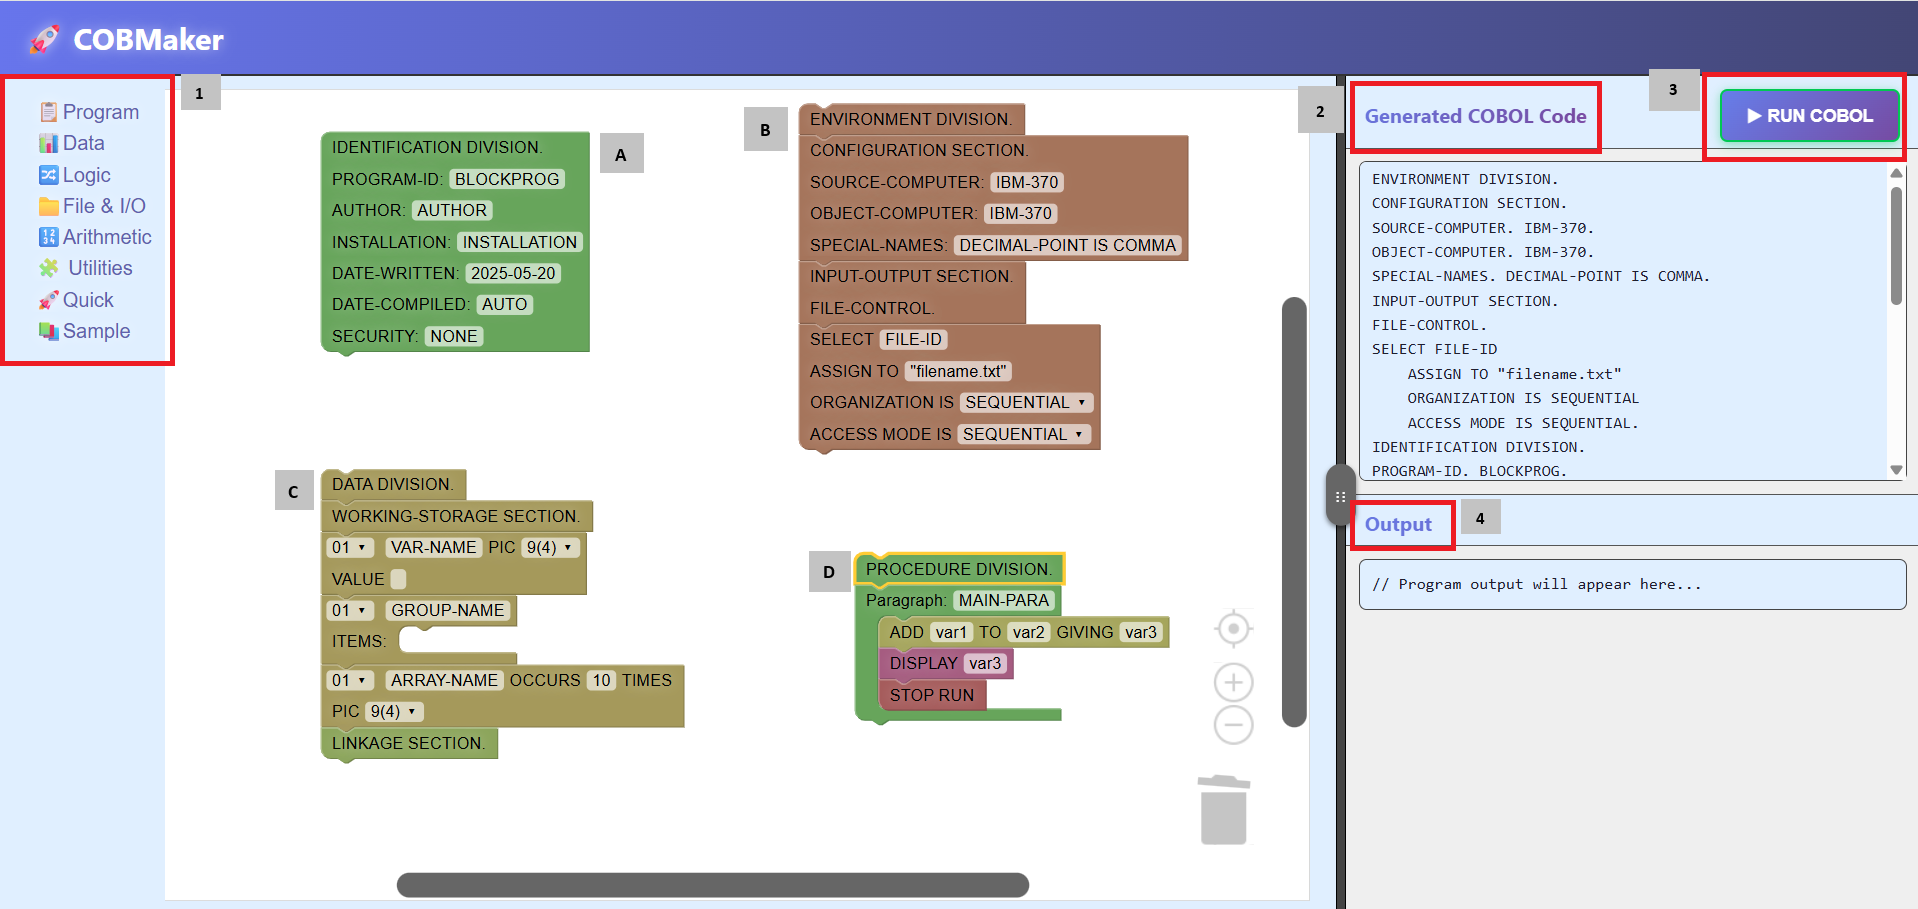 COBMaker
1
Program
Data
Logic
File & I/O
Arithmetic
Utilities
Quick
Sample
A
IDENTIFICATION DIVISION.
PROGRAM-ID: BLOCKPROG
AUTHOR: AUTHOR
INSTALLATION: INSTALLATION
DATE-WRITTEN: 2025-05-20
DATE-COMPILED: AUTO
SECURITY: NONE
B
ENVIRONMENT DIVISION.
CONFIGURATION SECTION.
SOURCE-COMPUTER: IBM-370
OBJECT-COMPUTER: IBM-370
SPECIAL-NAMES: DECIMAL-POINT IS COMMA
INPUT-OUTPUT SECTION.
FILE-CONTROL.
SELECT FILE-ID
ASSIGN TO "filename.txt"
ORGANIZATION IS SEQUENTIAL
ACCESS MODE IS SEQUENTIAL
C
DATA DIVISION.
WORKING-STORAGE SECTION.
01 VAR-NAME PIC 9(4)
VALUE
01 GROUP-NAME
ITEMS:
01 ARRAY-NAME OCCURS 10 TIMES
PIC 9(4)
LINKAGE SECTION.
D
PROCEDURE DIVISION.
Paragraph: MAIN-PARA
ADD var1 TO var2 GIVING var3
DISPLAY var3
STOP RUN
2
Generated COBOL Code
3
RUN COBOL
ENVIRONMENT DIVISION.
CONFIGURATION SECTION.
SOURCE-COMPUTER. IBM-370.
OBJECT-COMPUTER. IBM-370.
SPECIAL-NAMES. DECIMAL-POINT IS COMMA.
INPUT-OUTPUT SECTION.
FILE-CONTROL.
SELECT FILE-ID
ASSIGN TO "filename.txt"
ORGANIZATION IS SEQUENTIAL
ACCESS MODE IS SEQUENTIAL.
IDENTIFICATION DIVISION.
PROGRAM-ID. BLOCKPROG.
Output
4
// Program output will appear here...